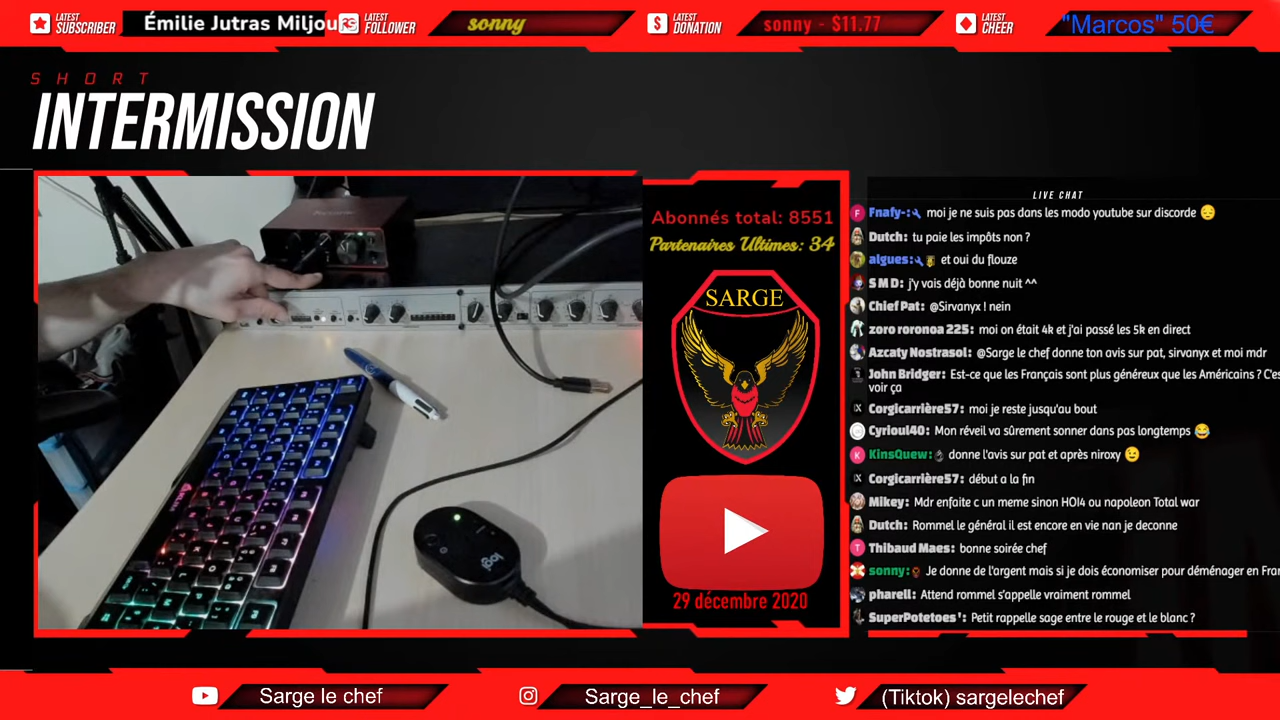 LATEST
SUBSCRIBER
Émilie Jutras Miljou
LATEST
FOLLOWER
sonny
LATEST
DONATION
sonny - $11.77
LATEST
CHEER
"Marcos" 50€
SHORT
INTERMISSION
Abonnés total: 8551
Partenaires Ultimes: 34
SARGE
29 décembre 2020
LIVE CHAT
Fnafy-: moi je ne suis pas dans les modo youtube sur discorde 😔
Dutch: tu paie les impôts non ?
algues: et oui du flouze
S M D: j'y vais déjà bonne nuit ^^
Chief Pat: @Sirvanyx ! nein
zoro roronoa 225: moi on était 4k et j'ai passé les 5k en direct
Azcaty Nostrasol: @Sarge le chef donne ton avis sur pat, sirvanyx et moi mdr
John Bridger: Est-ce que les Français sont plus généreux que les Américains ? C'es
voir ça
Corgicarrière57: moi je reste jusqu'au bout
Cyrioul40: Mon réveil va sûrement sonner dans pas longtemps 😂
KinsQuew: donne l'avis sur pat et après niroxy 😉
Corgicarrière57: début a la fin
Mikey: Mdr enfaite c un meme sinon HOI4 ou napoleon Total war
Dutch: Rommel le général il est encore en vie nan je deconne
Thibaud Maes: bonne soirée chef
sonny: Je donne de l'argent mais si je dois économiser pour déménager en Fran
pharell: Attend rommel s'appelle vraiment rommel
SuperPotetoes': Petit rappelle sage entre le rouge et le blanc ?
logi
Sarge le chef
Sarge_le_chef
(Tiktok) sargelechef